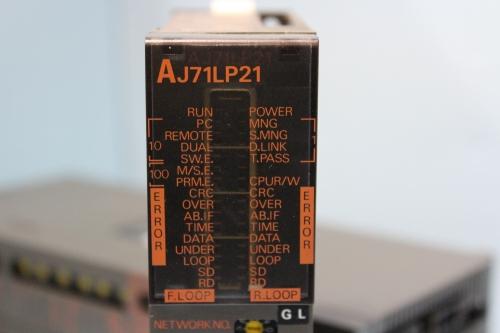 AJ71LP21
RUN POWER
PC MNG
REMOTE S.MNG
10 DUAL D.LINK 1
SW.E. T.PASS
100 M/S.E.
PRM.E. CPUR/W
CRC CRC
OVER OVER
AB.IF AB.IF
TIME TIME
DATA DATA
UNDER UNDER
LOOP LOOP
SD SD
RD RD
ERROR ERROR
F.LOOP R.LOOP
NETWORK NO. G L